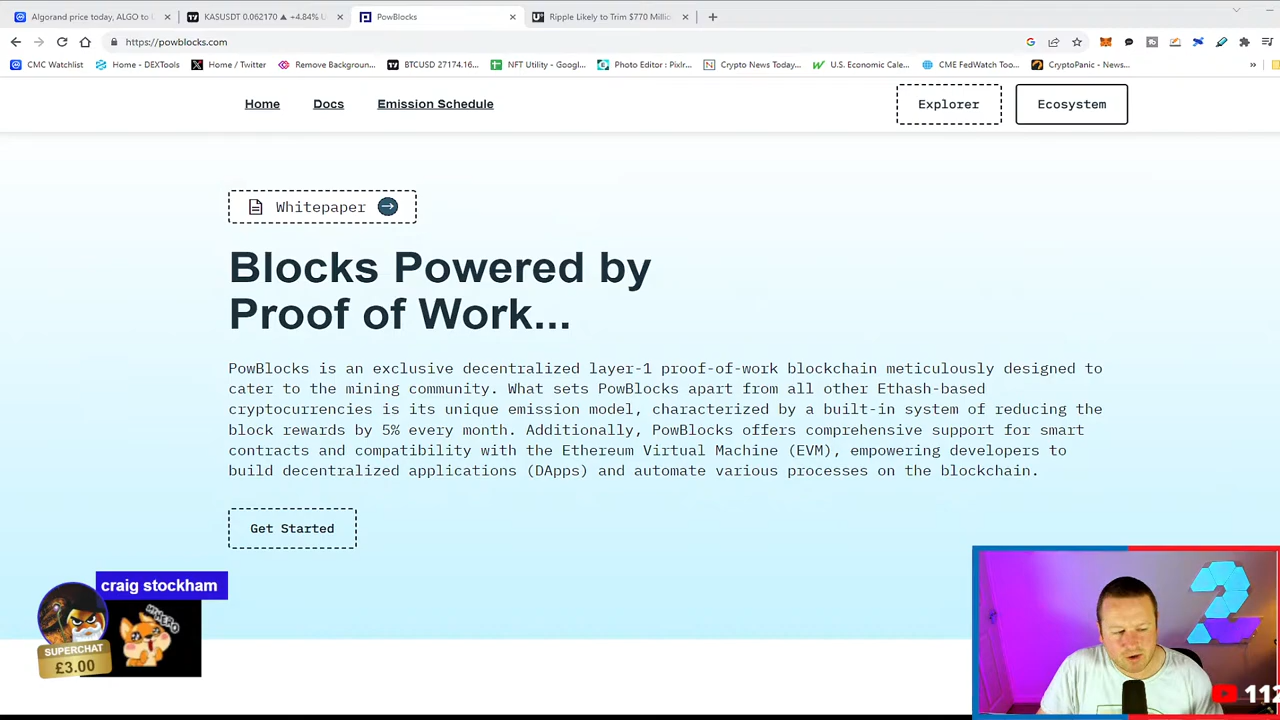 Algorand price today, ALGO to U
KASUSDT 0.062170 ▲ +4.84% U
PowBlocks
Ripple Likely to Trim $770 Millio
https://powblocks.com
CMC Watchlist
Home - DEXTools
Home / Twitter
Remove Backgroun...
BTCUSD 27174.16...
NFT Utility - Googl...
Photo Editor : Pixlr...
Crypto News Today...
U.S. Economic Cale...
CME FedWatch Too...
CryptoPanic - News...
Home
Docs
Emission Schedule
Explorer
Ecosystem
Whitepaper
Blocks Powered by
Proof of Work...
PowBlocks is an exclusive decentralized layer-1 proof-of-work blockchain meticulously designed to
cater to the mining community. What sets PowBlocks apart from all other Ethash-based
cryptocurrencies is its unique emission model, characterized by a built-in system of reducing the
block rewards by 5% every month. Additionally, PowBlocks offers comprehensive support for smart
contracts and compatibility with the Ethereum Virtual Machine (EVM), empowering developers to
build decentralized applications (DApps) and automate various processes on the blockchain.
Get Started
craig stockham
MY HERO
SUPERCHAT
£3.00
2
112